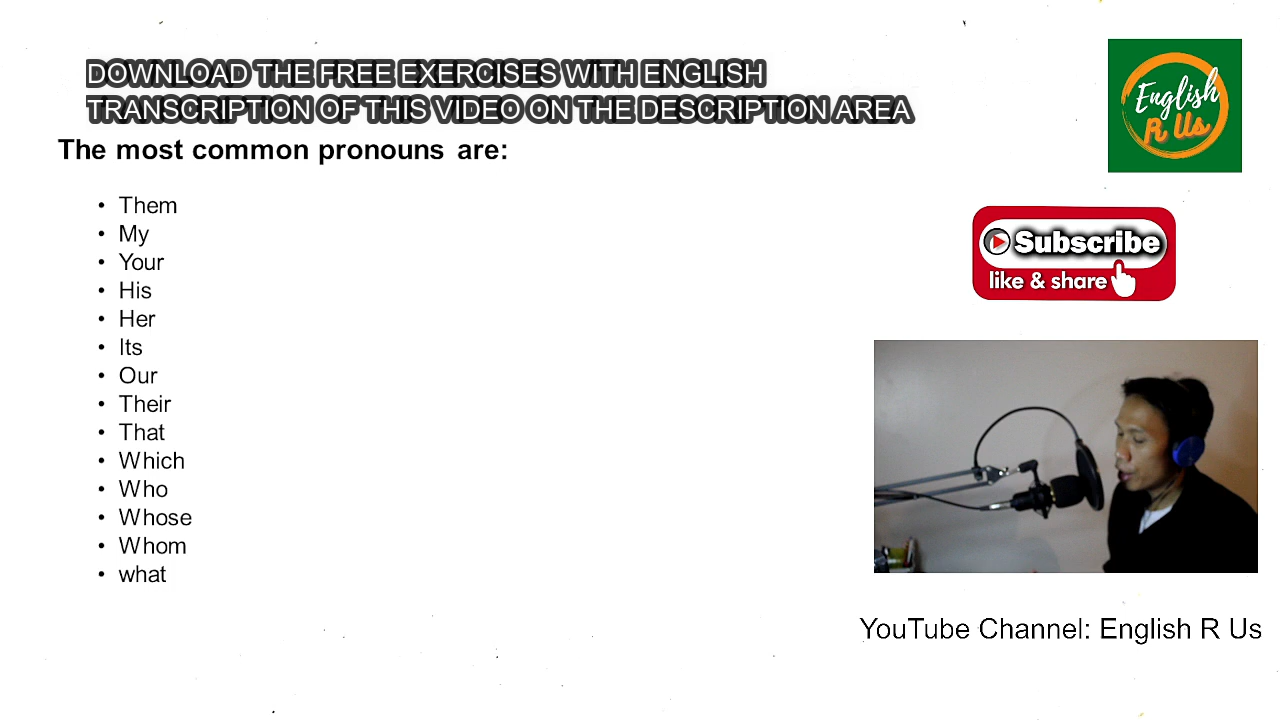 DOWNLOAD THE FREE EXERCISES WITH ENGLISH
TRANSCRIPTION OF THIS VIDEO ON THE DESCRIPTION AREA
The most common pronouns are:
• Them
• My
• Your
• His
• Her
• Its
• Our
• Their
• That
• Which
• Who
• Whose
• Whom
• what
English
R Us
Subscribe
like & share
YouTube Channel: English R Us